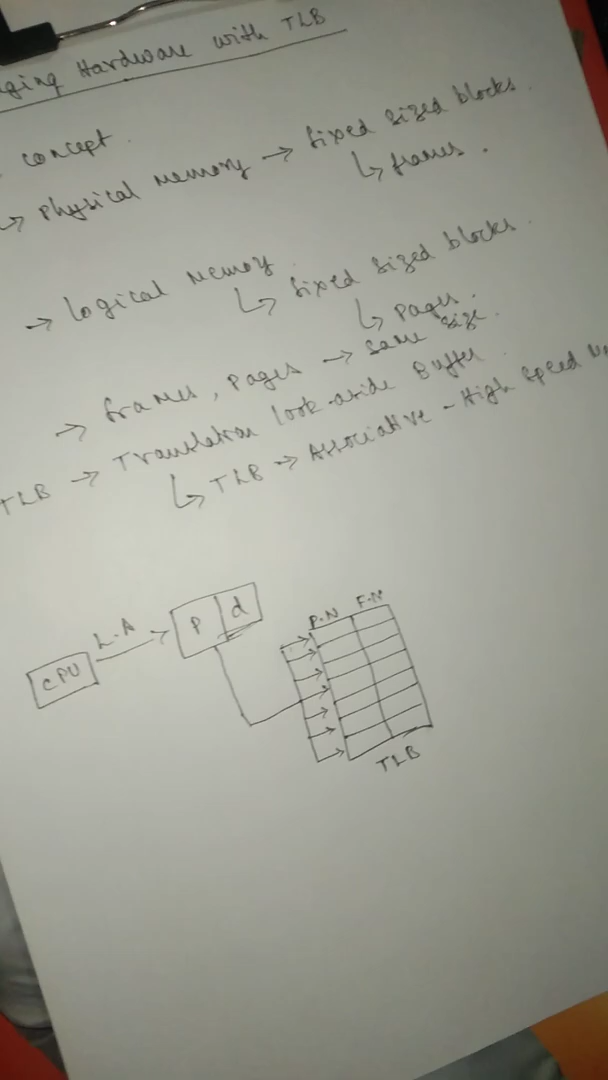 ging Hardware with TLB
concept.
→ Physical Memory → fixed sized blocks.
↳ frames.
→ Logical Memory
↳ fixed sized blocks.
↳ Pages.
→ frames, Pages → same size.
TLB → Translation look-aside Buffer.
↳ TLB → Associative - High speed
CPU
L.A
P d
P.N F.N
TLB